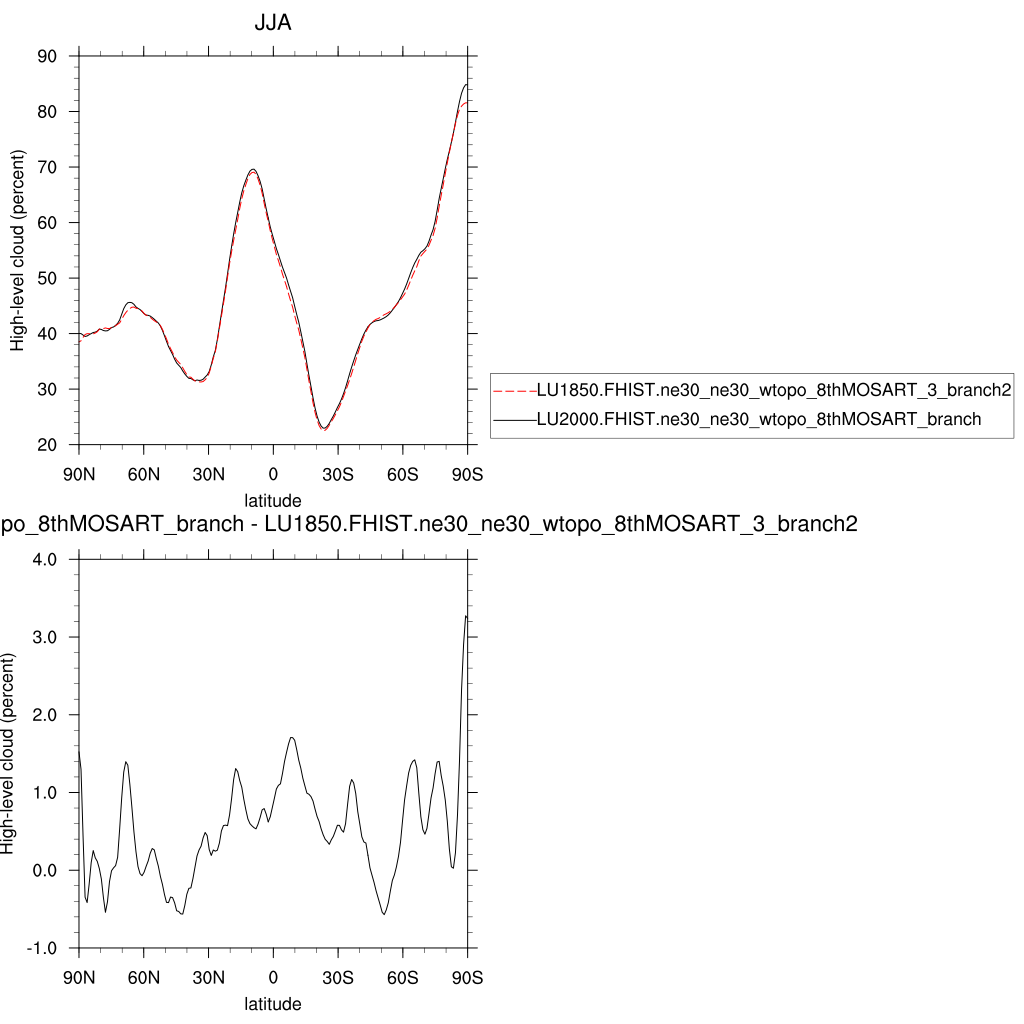 JJA
90
80
70
60
50
40
30
20
High-level cloud (percent)
90N 60N 30N 0 30S 60S 90S
latitude
LU1850.FHIST.ne30_ne30_wtopo_8thMOSART_3_branch2
LU2000.FHIST.ne30_ne30_wtopo_8thMOSART_branch
po_8thMOSART_branch - LU1850.FHIST.ne30_ne30_wtopo_8thMOSART_3_branch2
4.0
3.0
2.0
1.0
0.0
-1.0
High-level cloud (percent)
90N 60N 30N 0 30S 60S 90S
latitude